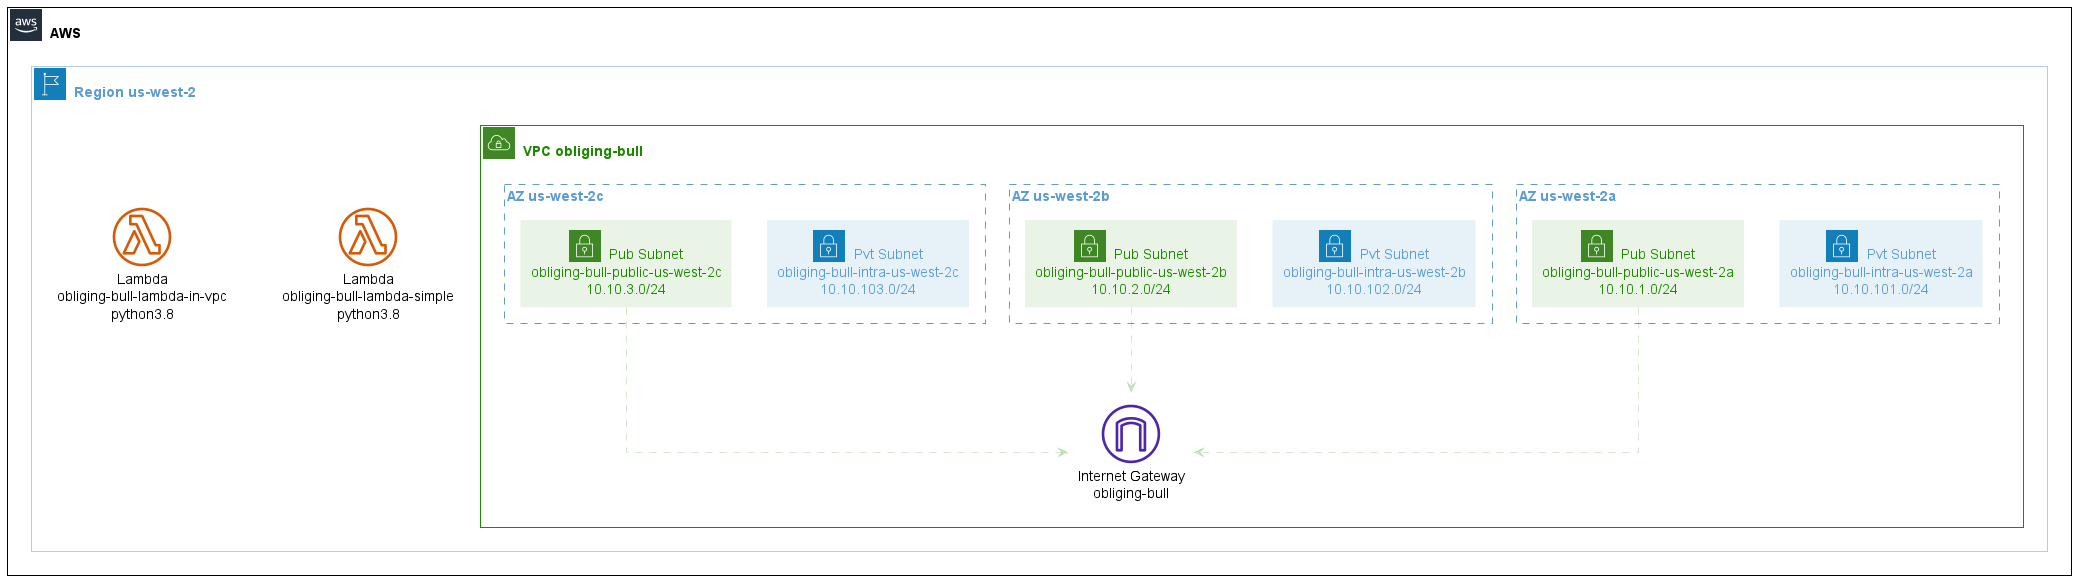 aws
AWS
Region us-west-2
VPC obliging-bull
AZ us-west-2c
Pub Subnet
obliging-bull-public-us-west-2c
10.10.3.0/24
Pvt Subnet
obliging-bull-intra-us-west-2c
10.10.103.0/24
AZ us-west-2b
Pub Subnet
obliging-bull-public-us-west-2b
10.10.2.0/24
Pvt Subnet
obliging-bull-intra-us-west-2b
10.10.102.0/24
AZ us-west-2a
Pub Subnet
obliging-bull-public-us-west-2a
10.10.1.0/24
Pvt Subnet
obliging-bull-intra-us-west-2a
10.10.101.0/24
Lambda
obliging-bull-lambda-in-vpc
python3.8
Lambda
obliging-bull-lambda-simple
python3.8
Internet Gateway
obliging-bull